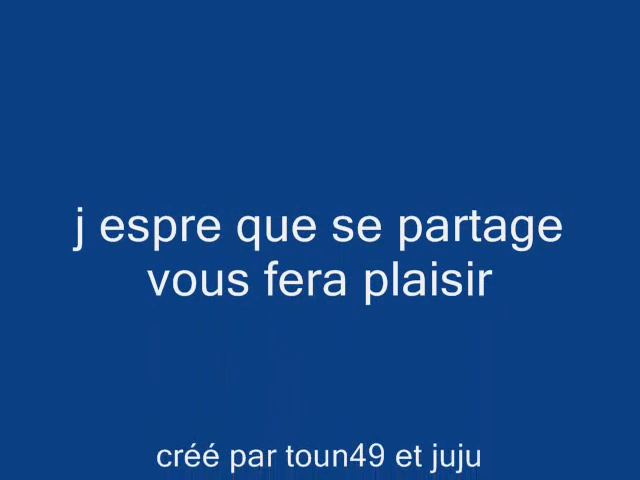 j espre que se partage
vous fera plaisir
créé par toun49 et juju